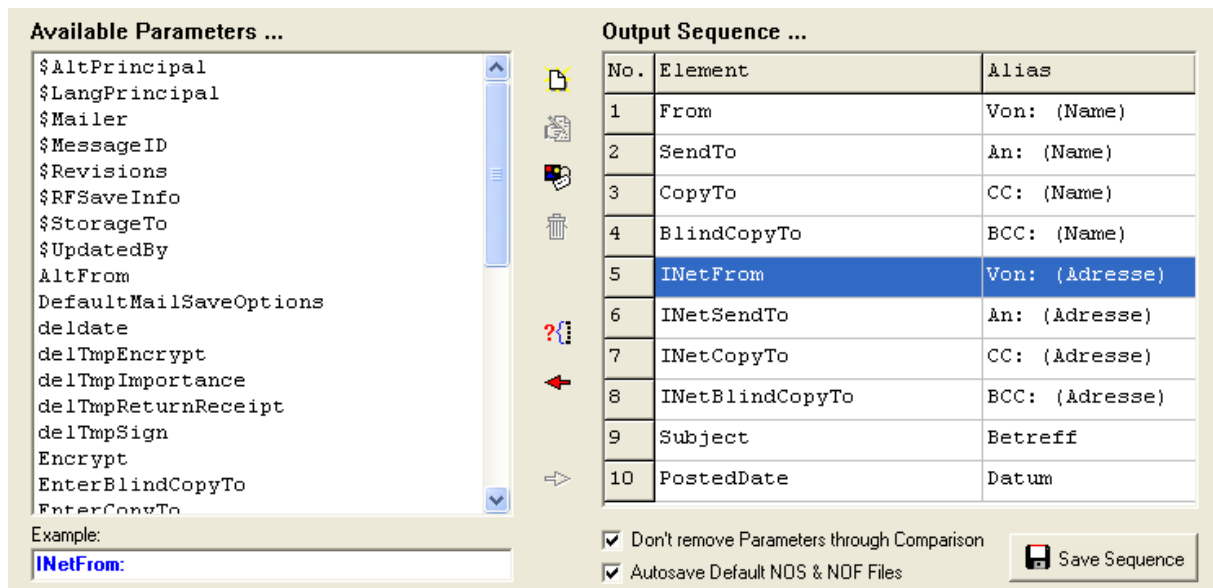 Available Parameters ...
$AltPrincipal
$LangPrincipal
$Mailer
$MessageID
$Revisions
$RFSaveInfo
$StorageTo
$UpdatedBy
AltFrom
DefaultMailSaveOptions
deldate
delTmpEncrypt
delTmpImportance
delTmpReturnReceipt
delTmpSign
Encrypt
EnterBlindCopyTo
EnterCopyTo
Example:
INetFrom:
?{
Output Sequence ...
No. Element Alias
1 From Von: (Name)
2 SendTo An: (Name)
3 CopyTo CC: (Name)
4 BlindCopyTo BCC: (Name)
5 INetFrom Von: (Adresse)
6 INetSendTo An: (Adresse)
7 INetCopyTo CC: (Adresse)
8 INetBlindCopyTo BCC: (Adresse)
9 Subject Betreff
10 PostedDate Datum
Don't remove Parameters through Comparison
Autosave Default NOS & NOF Files
Save Sequence